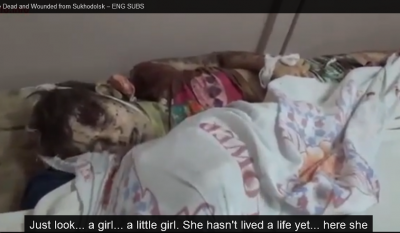 Dead and Wounded from Sukhodolsk – ENG SUBS
POWER
Just look... a girl... a little girl. She hasn't lived a life yet... here she